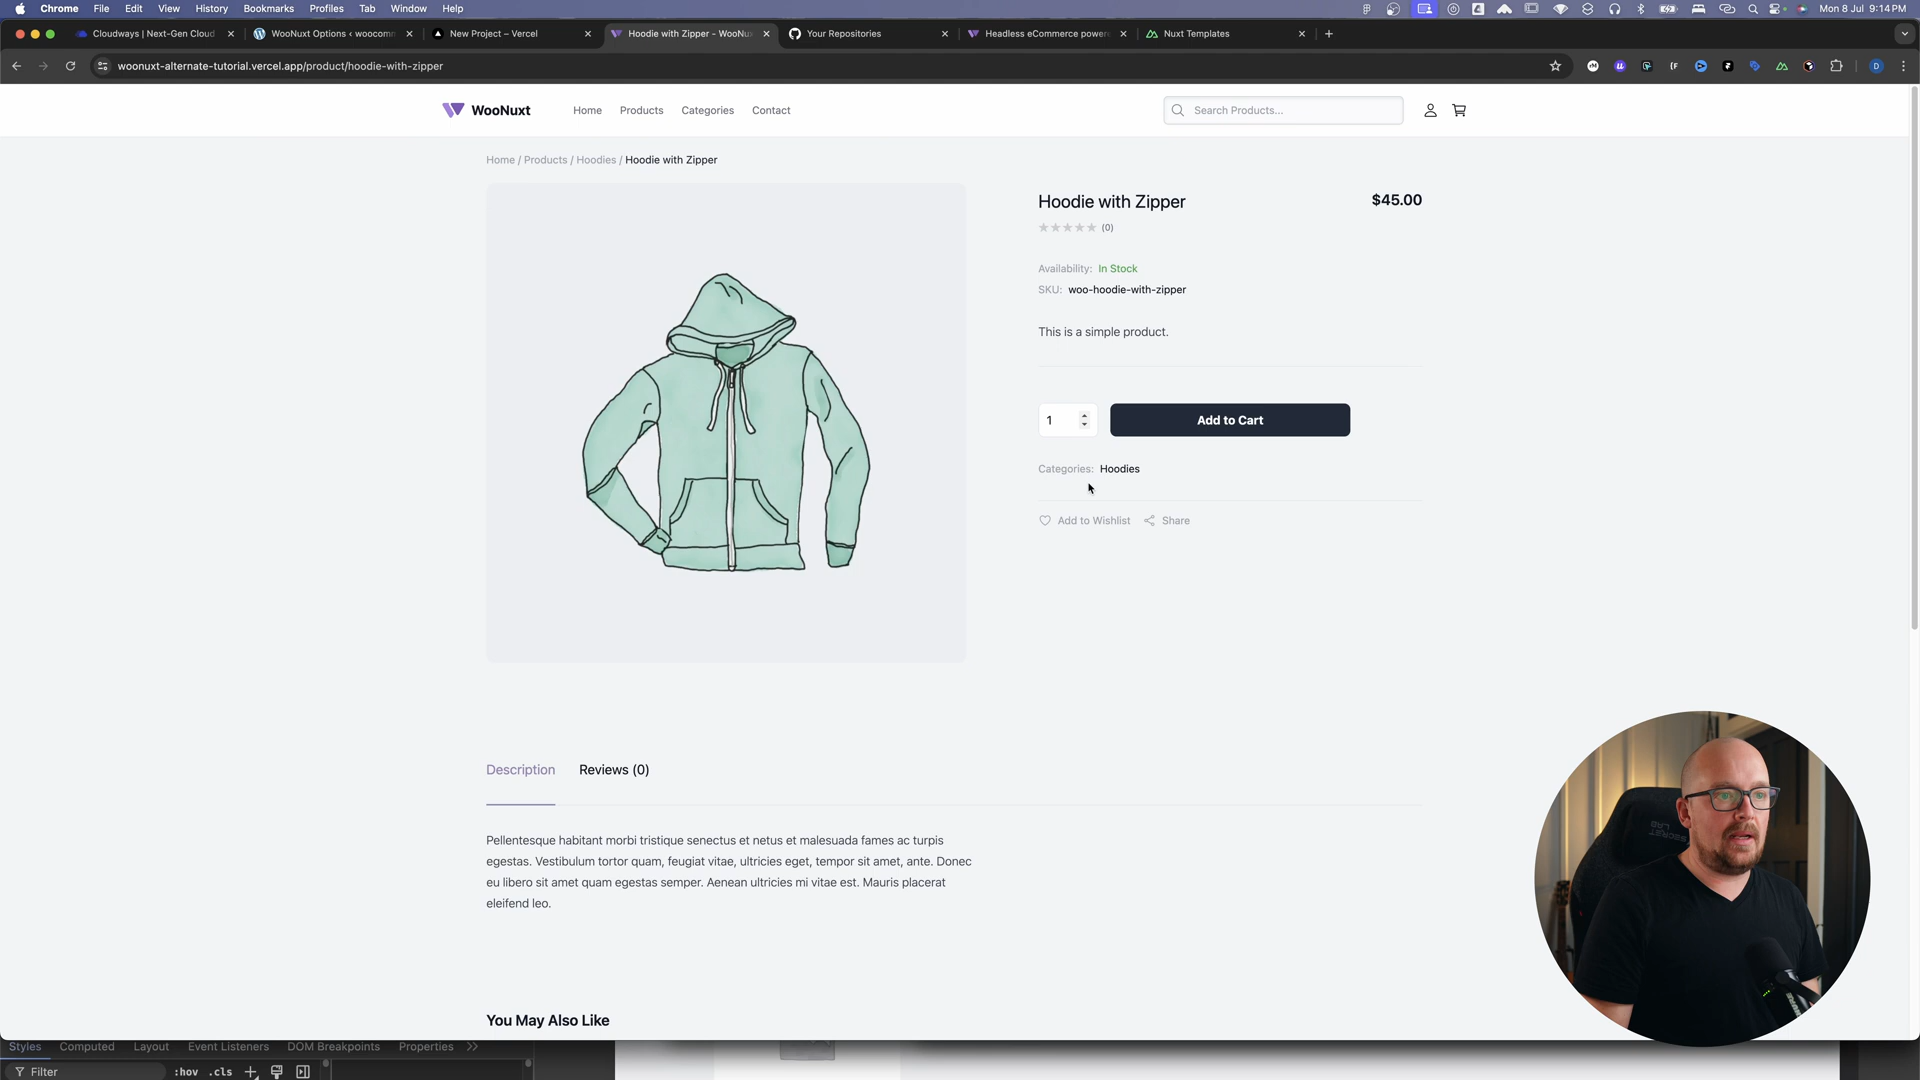 Chrome File Edit View History Bookmarks Profiles Tab Window Help Mon 8 Jul 9:14PM
Cloudways | Next-Gen Cloud WooNuxt Options ‹ woocomm New Project – Vercel Hoodie with Zipper - WooNux Your Repositories Headless eCommerce power Nuxt Templates
woonuxt-alternate-tutorial.vercel.app/product/hoodie-with-zipper D
WooNuxt Home Products Categories Contact Search Products...
Home / Products / Hoodies / Hoodie with Zipper
Hoodie with Zipper $45.00
(0)
Availability: In Stock
SKU: woo-hoodie-with-zipper
This is a simple product.
1 Add to Cart
Categories: Hoodies
Add to Wishlist Share
Description Reviews (0)
Pellentesque habitant morbi tristique senectus et netus et malesuada fames ac turpis
egestas. Vestibulum tortor quam, feugiat vitae, ultricies eget, tempor sit amet, ante. Donec
eu libero sit amet quam egestas semper. Aenean ultricies mi vitae est. Mauris placerat
eleifend leo.
You May Also Like
Styles Computed Layout Event Listeners DOM Breakpoints Properties
Filter :hov .cls